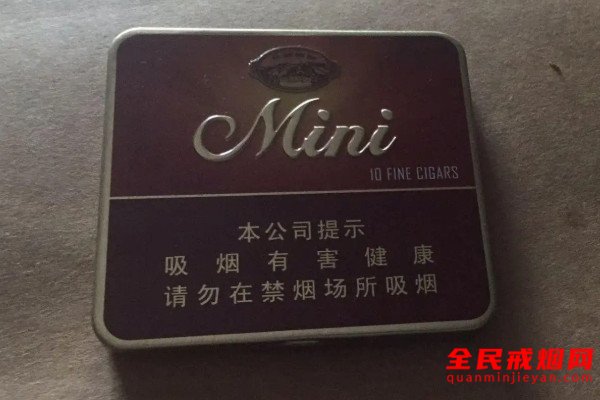 Mini
10 FINE CIGARS
本公司提示
吸烟有害健康
请勿在禁烟场所吸烟
全民戒烟网
quanminjieyan.com